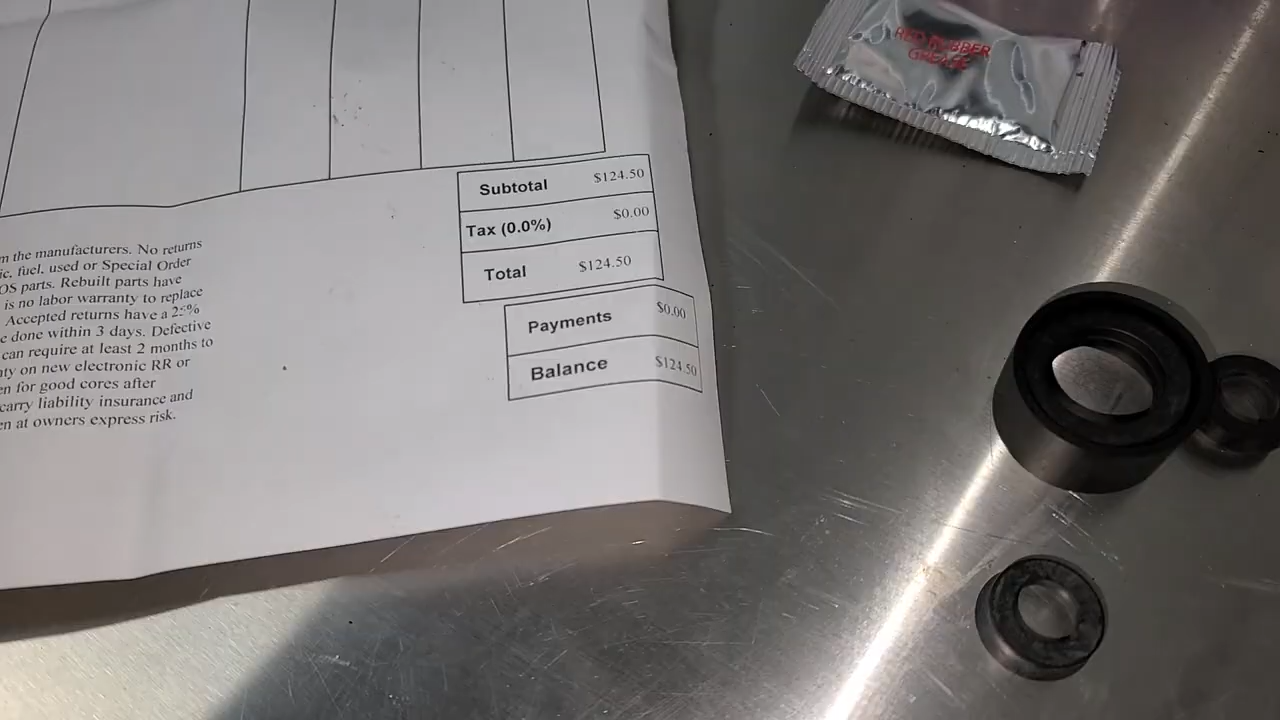 RED RUBBER
GREASE
Subtotal $124.50
Tax (0.0%) $0.00
Total $124.50
Payments $0.00
Balance $124.50
m the manufacturers. No returns
ic, fuel, used or Special Order
OS parts. Rebuilt parts have
is no labor warranty to replace
Accepted returns have a 25%
e done within 3 days. Defective
can require at least 2 months to
nty on new electronic RR or
en for good cores after
carry liability insurance and
en at owners express risk.